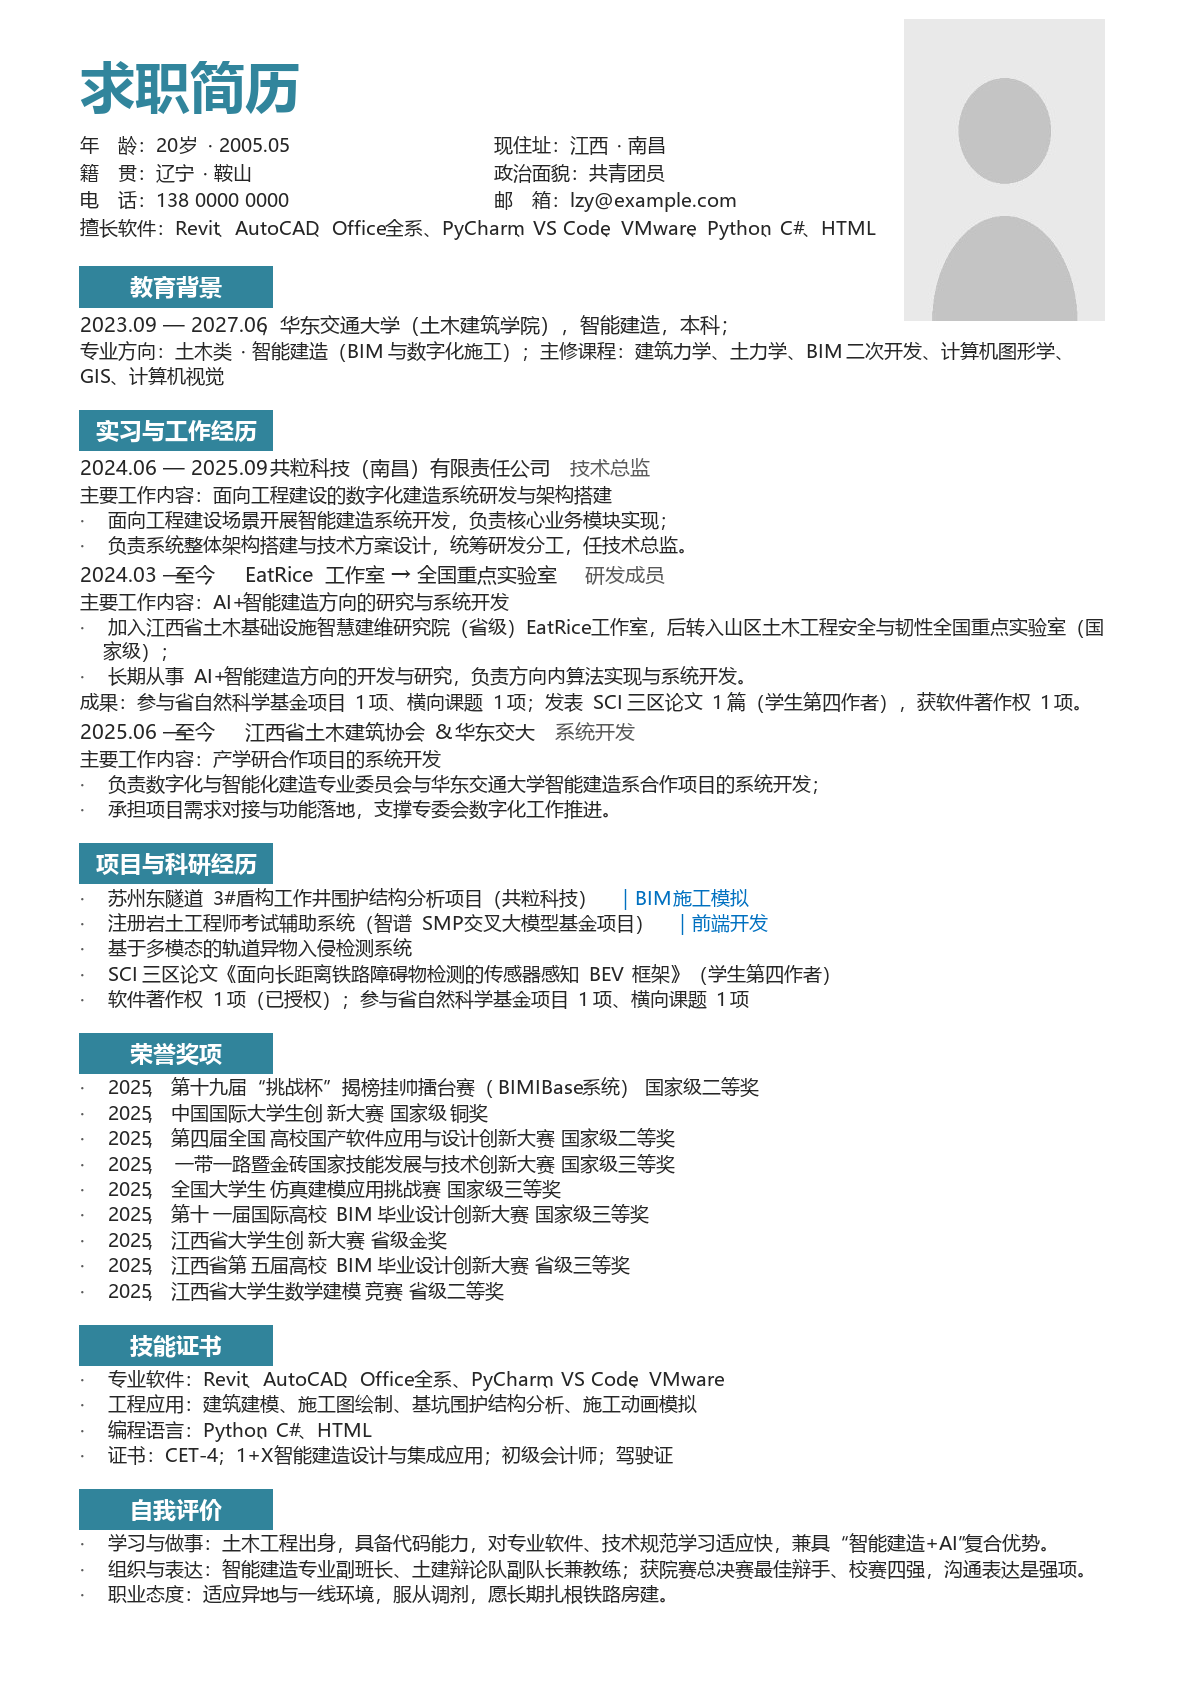 求职简历
年 龄：20岁 · 2005.05 现住址：江西 · 南昌
籍 贯：辽宁 · 鞍山 政治面貌：共青团员
电 话：138 0000 0000 邮 箱：lzy@example.com
擅长软件：Revit、AutoCAD、Office全系、PyCharm、VS Code、VMware、Python、C#、HTML
教育背景
2023.09 — 2027.06，华东交通大学（土木建筑学院），智能建造，本科；
专业方向：土木类 · 智能建造（BIM 与数字化施工）；主修课程：建筑力学、土力学、BIM 二次开发、计算机图形学、
GIS、计算机视觉
实习与工作经历
2024.06 — 2025.09 共粒科技（南昌）有限责任公司 技术总监
主要工作内容：面向工程建设的数字化建造系统研发与架构搭建
· 面向工程建设场景开展智能建造系统开发，负责核心业务模块实现；
· 负责系统整体架构搭建与技术方案设计，统筹研发分工，任技术总监。
2024.03 —至今 EatRice 工作室 → 全国重点实验室 研发成员
主要工作内容：AI+智能建造方向的研究与系统开发
· 加入江西省土木基础设施智慧建维研究院（省级）EatRice工作室，后转入山区土木工程安全与韧性全国重点实验室（国
家级）；
· 长期从事 AI+智能建造方向的开发与研究，负责方向内算法实现与系统开发。
成果：参与省自然科学基金项目 1 项、横向课题 1 项；发表 SCI 三区论文 1 篇（学生第四作者），获软件著作权 1 项。
2025.06 —至今 江西省土木建筑协会 & 华东交大 系统开发
主要工作内容：产学研合作项目的系统开发
· 负责数字化与智能化建造专业委员会与华东交通大学智能建造系合作项目的系统开发；
· 承担项目需求对接与功能落地，支撑专委会数字化工作推进。
项目与科研经历
· 苏州东隧道 3#盾构工作井围护结构分析项目（共粒科技） | BIM施工模拟
· 注册岩土工程师考试辅助系统（智谱 SMP交叉大模型基金项目） | 前端开发
· 基于多模态的轨道异物入侵检测系统
· SCI 三区论文《面向长距离铁路障碍物检测的传感器感知 BEV 框架》（学生第四作者）
· 软件著作权 1 项（已授权）；参与省自然科学基金项目 1 项、横向课题 1 项
荣誉奖项
· 2025， 第十九届“挑战杯”揭榜挂帅擂台赛（ BIMIBase系统） 国家级二等奖
· 2025， 中国国际大学生创 新大赛 国家级 铜奖
· 2025， 第四届全国 高校国产软件应用与设计创新大赛 国家级二等奖
· 2025， 一带一路暨金砖国家技能发展与技术创新大赛 国家级三等奖
· 2025， 全国大学生 仿真建模应用挑战赛 国家级三等奖
· 2025， 第十 一届国际高校 BIM 毕业设计创新大赛 国家级三等奖
· 2025， 江西省大学生创 新大赛 省级金奖
· 2025， 江西省第 五届高校 BIM 毕业设计创新大赛 省级三等奖
· 2025， 江西省大学生数学建模 竞赛 省级二等奖
技能证书
· 专业软件：Revit、AutoCAD、Office全系、PyCharm、VS Code、VMware
· 工程应用：建筑建模、施工图绘制、基坑围护结构分析、施工动画模拟
· 编程语言：Python、C#、HTML
· 证书：CET-4；1+X智能建造设计与集成应用；初级会计师；驾驶证
自我评价
· 学习与做事：土木工程出身，具备代码能力，对专业软件、技术规范学习适应快，兼具“智能建造+AI”复合优势。
· 组织与表达：智能建造专业副班长、土建辩论队副队长兼教练；获院赛总决赛最佳辩手、校赛四强，沟通表达是强项。
· 职业态度：适应异地与一线环境，服从调剂，愿长期扎根铁路房建。